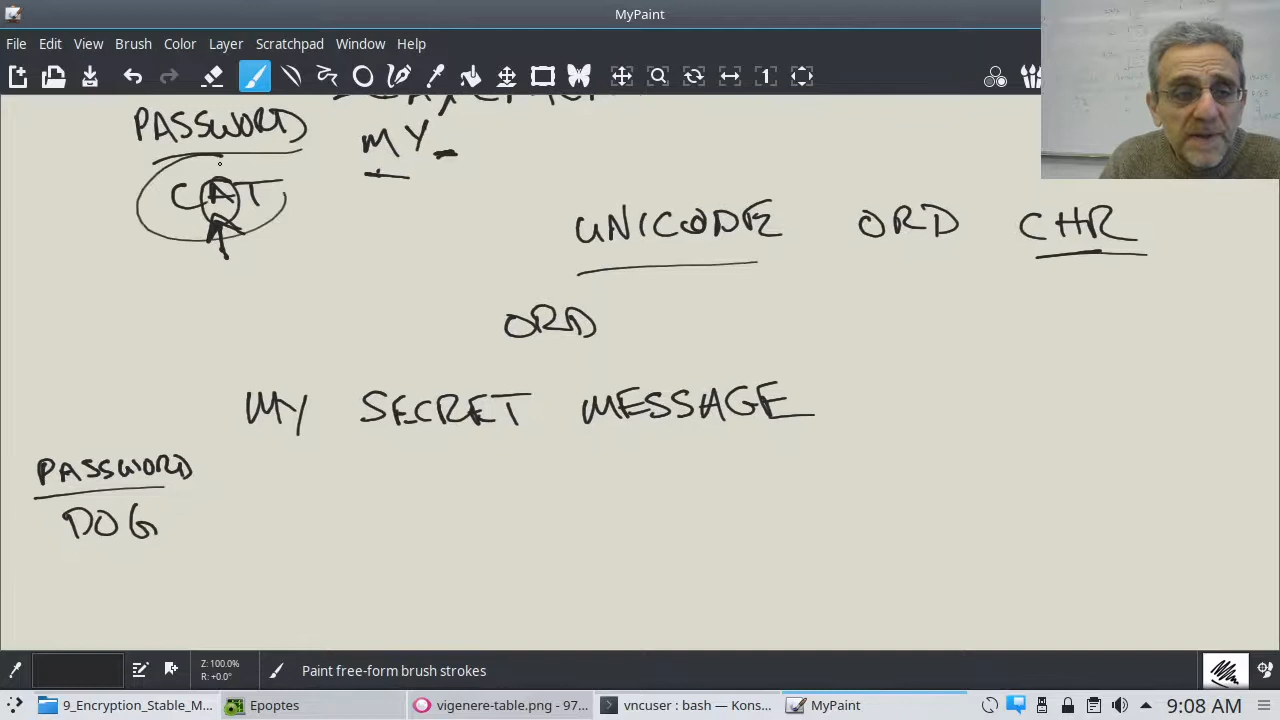 MyPaint
File Edit View Brush Color Layer Scratchpad Window Help
PASSWORD
MY
CAT
UNICODE ORD CHR
ORD
MY SECRET MESSAGE
PASSWORD
DOG
Z: 100.0%
R: +0.0°
Paint free-form brush strokes
9_Encryption_Stable_M... Epoptes vigenere-table.png - 97... vncuser : bash — Kons... MyPaint 9:08 AM